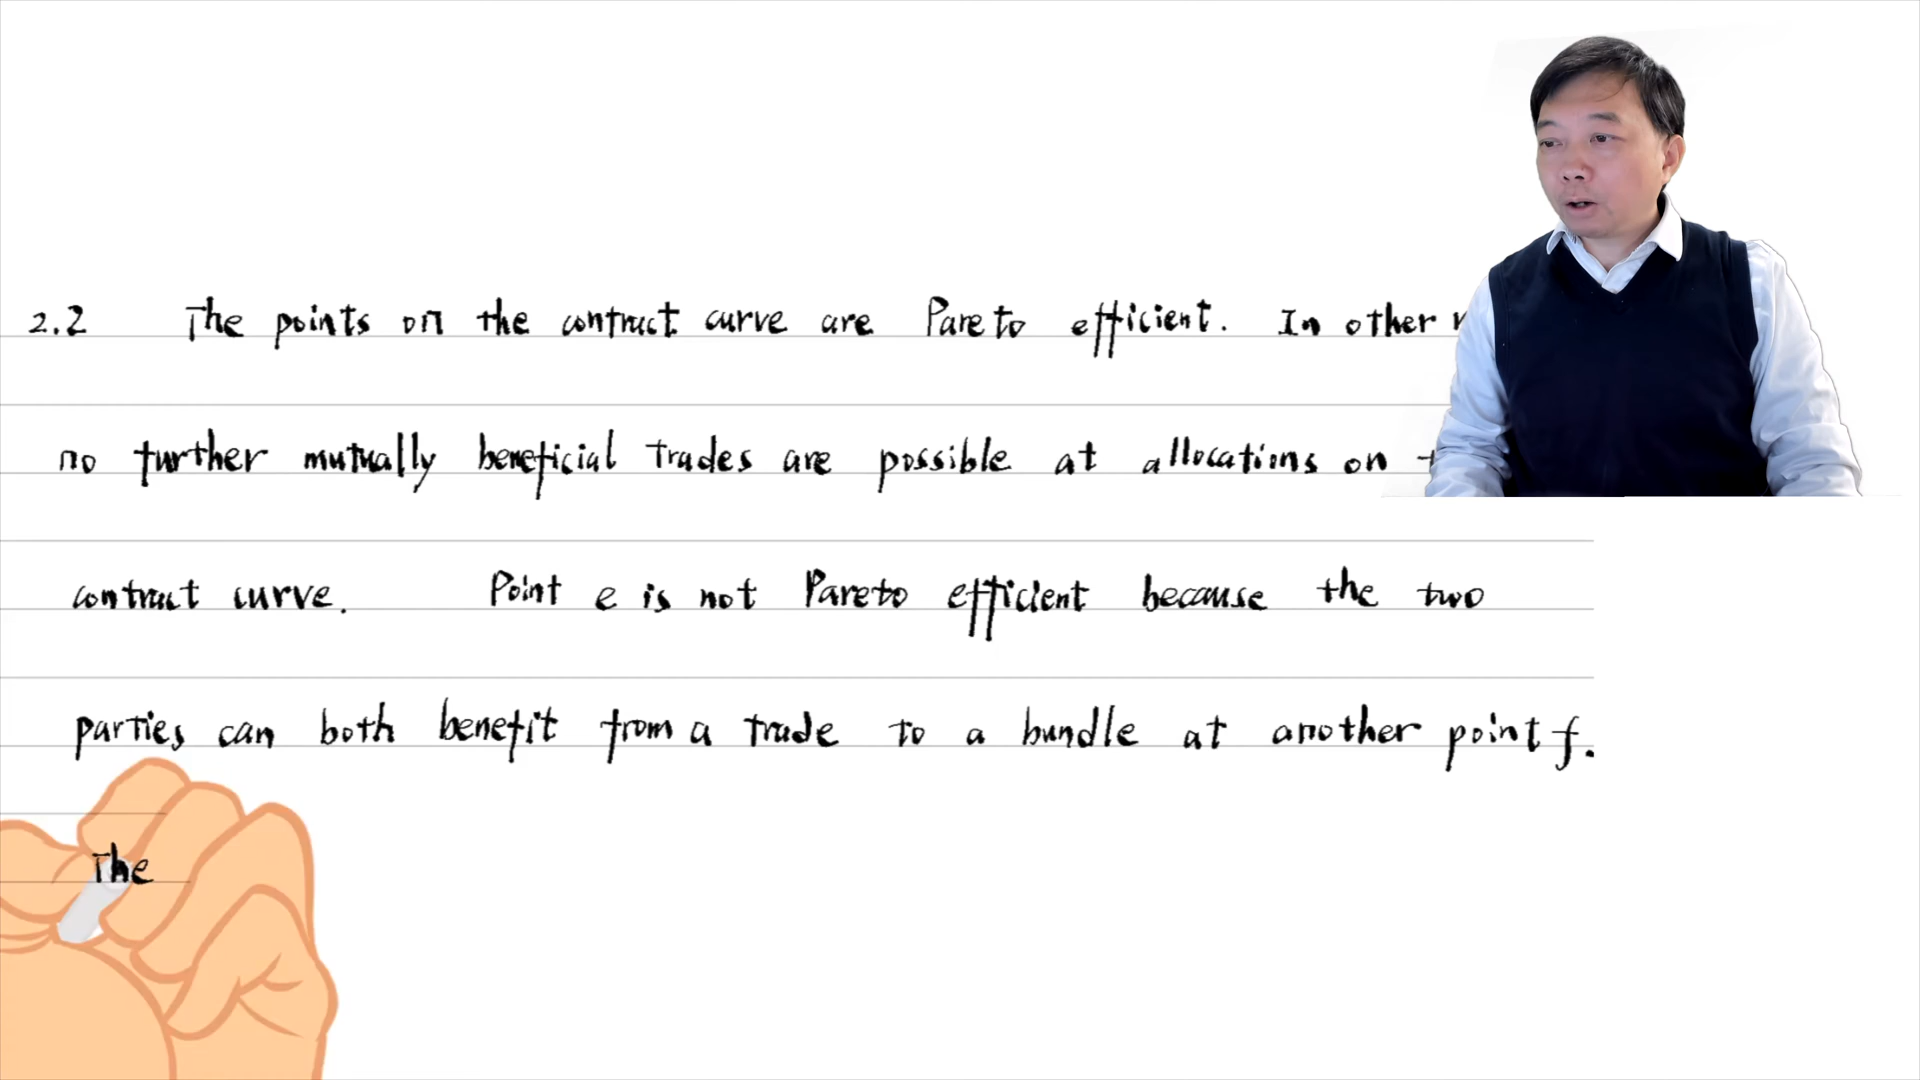 2.2 The points on the contract curve are Pareto efficient. In other
no further mutually beneficial trades are possible at allocations on
contract curve. Point e is not Pareto efficient because the two
parties can both benefit from a trade to a bundle at another point f.
The